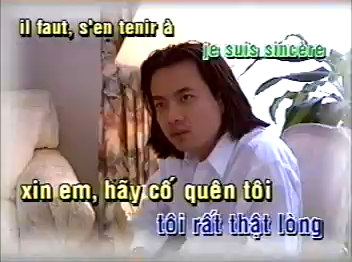 il faut, s'en tenir à
je suis sincère
xin em, hãy cố quên tôi
tôi rất thật lòng